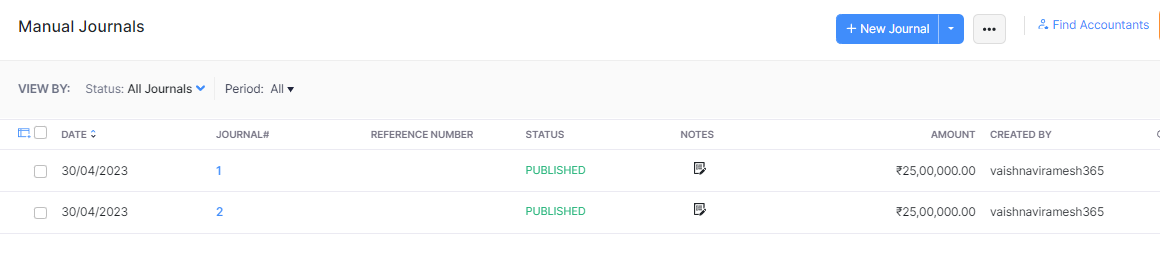 Manual Journals
+ New Journal
Find Accountants
VIEW BY: Status: All Journals Period: All
DATE JOURNAL# REFERENCE NUMBER STATUS NOTES AMOUNT CREATED BY
30/04/2023 1 PUBLISHED ₹25,00,000.00 vaishnaviramesh365
30/04/2023 2 PUBLISHED ₹25,00,000.00 vaishnaviramesh365